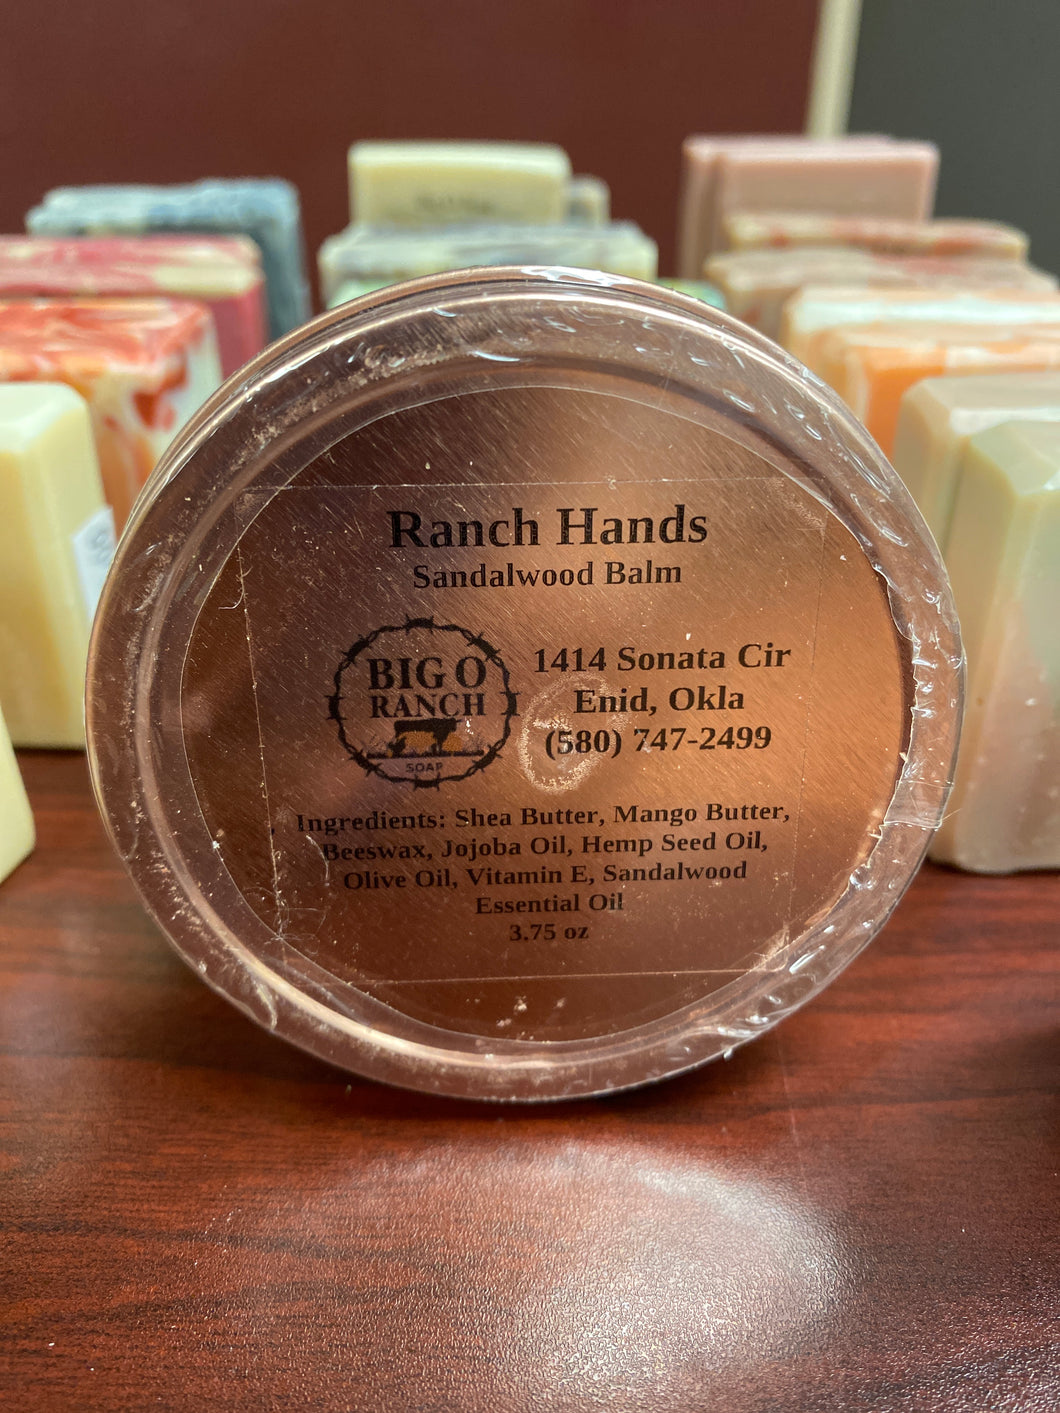 Ranch Hands
Sandalwood Balm
BIG O
RANCH
SOAP
1414 Sonata Cir
Enid, Okla
(580) 747-2499
Ingredients: Shea Butter, Mango Butter,
Beeswax, Jojoba Oil, Hemp Seed Oil,
Olive Oil, Vitamin E, Sandalwood
Essential Oil
3.75 oz